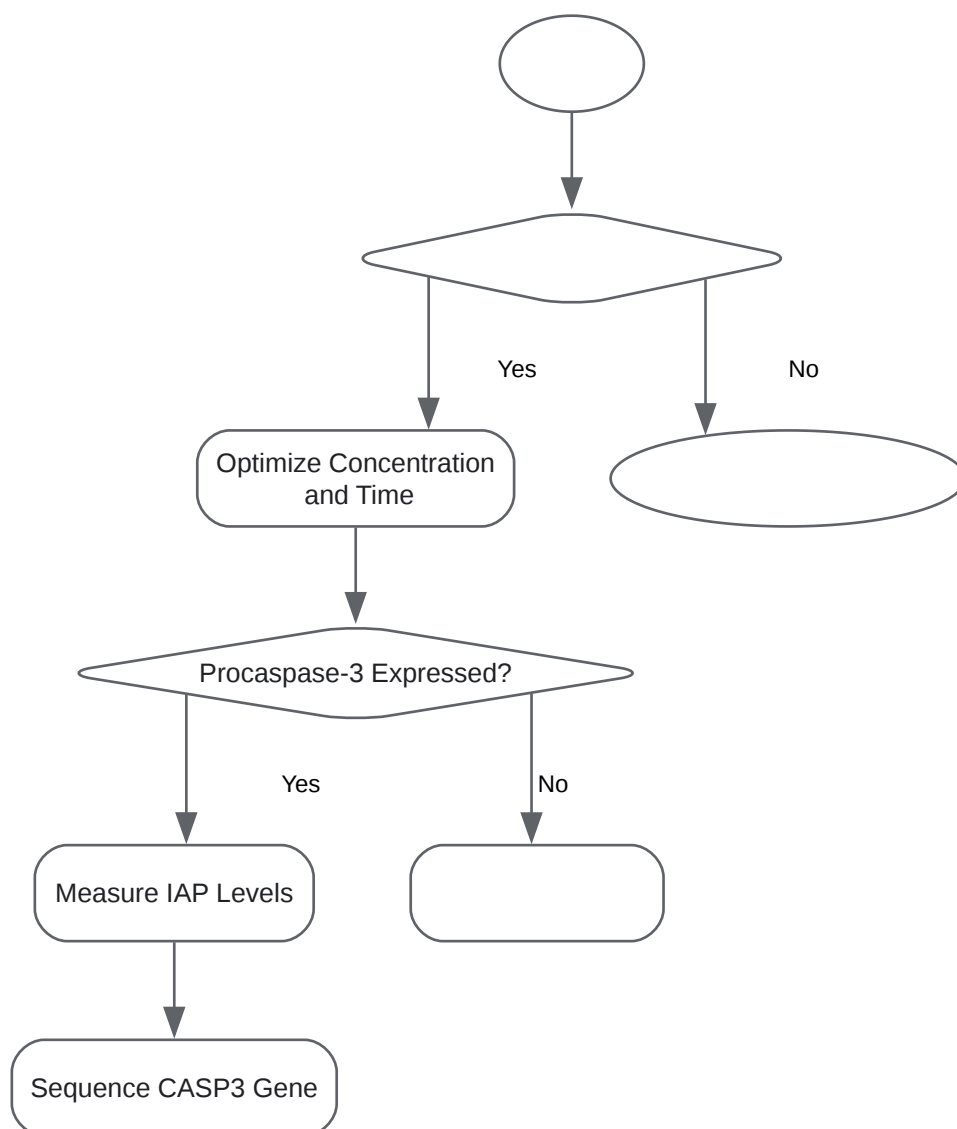 Yes
No
Optimize Concentration
and Time
Procaspase-3 Expressed?
Yes
No
Measure IAP Levels
Sequence CASP3 Gene